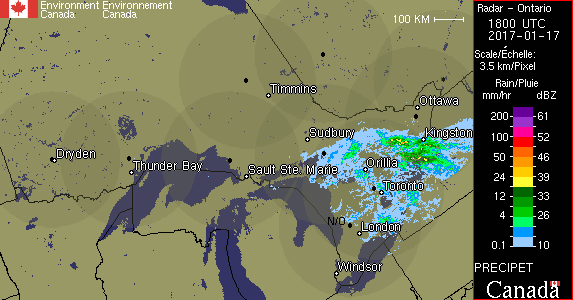 Environment Environnement
Canada Canada
Radar - Ontario
1800 UTC
2017-01-17
100 KM
Scale/Échelle:
3.5 km/Pixel
Rain/Pluie
mm/hr dBZ
200 61
100 52
50 46
24 39
12 33
4 26
0.1 10
PRECIPET
Canada
Timmins
Ottawa
Sudbury
Kingston
Dryden
Thunder Bay
Sault Ste. Marie
Orillia
Toronto
N/D
London
Windsor